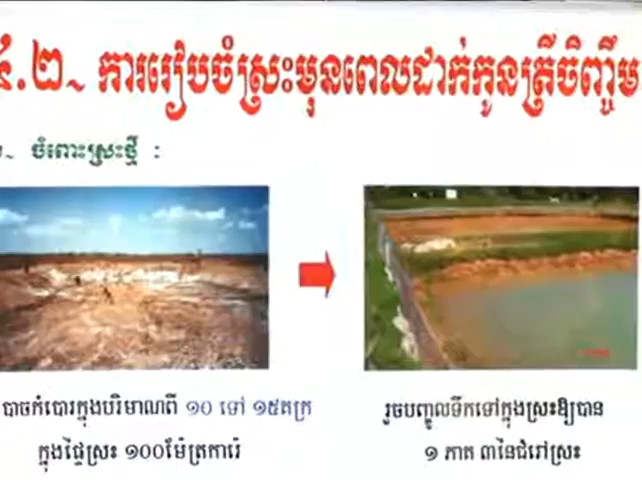 .២~ ការរៀបចំស្រះមុនពេលដាក់កូនត្រីចិញ្ចឹម
~ ចំពោះស្រះថ្មី :
បាចកំបោរក្នុងបរិមាណពី ១០ ទៅ ១៥គក្រ
ក្នុងផ្ទៃស្រះ ១០០ម៉ែត្រការ៉េ
រួចបញ្ចូលទឹកទៅក្នុងស្រះឱ្យបាន
១ ភាគ ៣នៃជំរៅស្រះ